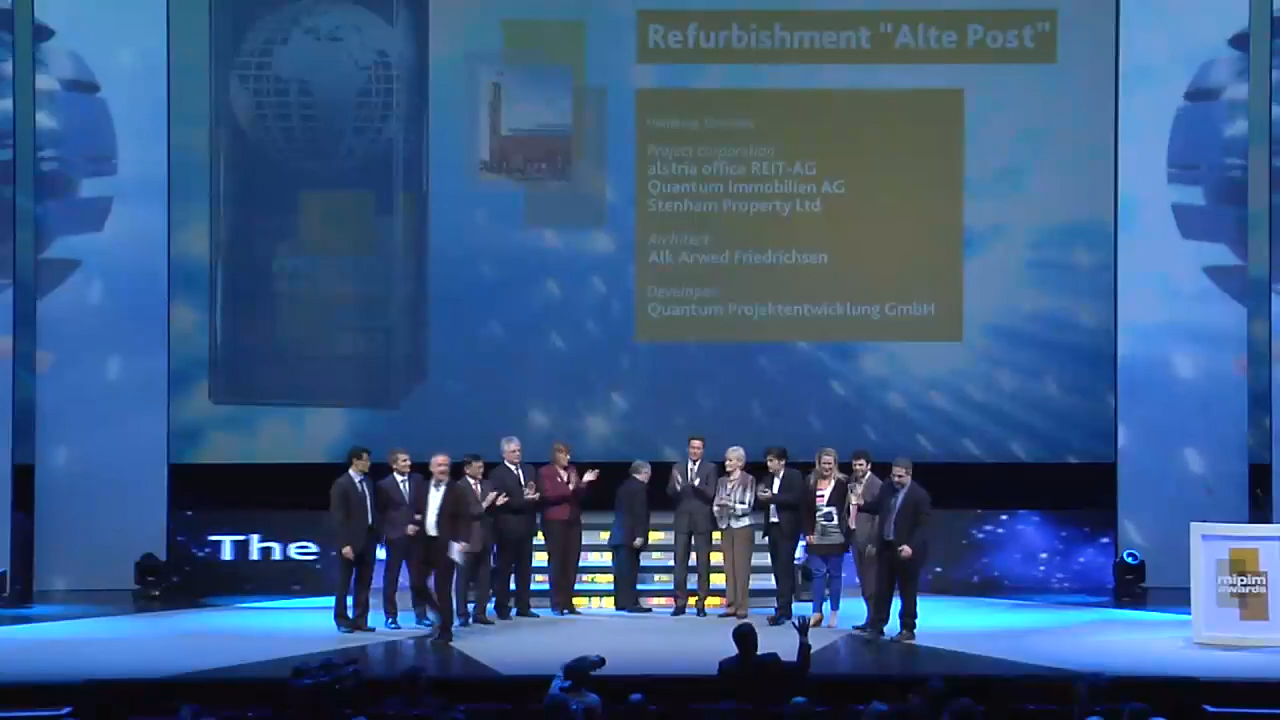 Refurbishment "Alte Post"
Project Corporation
alstria office REIT-AG
Quantum Immobilien AG
Stenham Property Ltd
Architect
Alk Arwed Friedrichsen
Developer
Quantum Projektentwicklung GmbH
The
mipim
awards